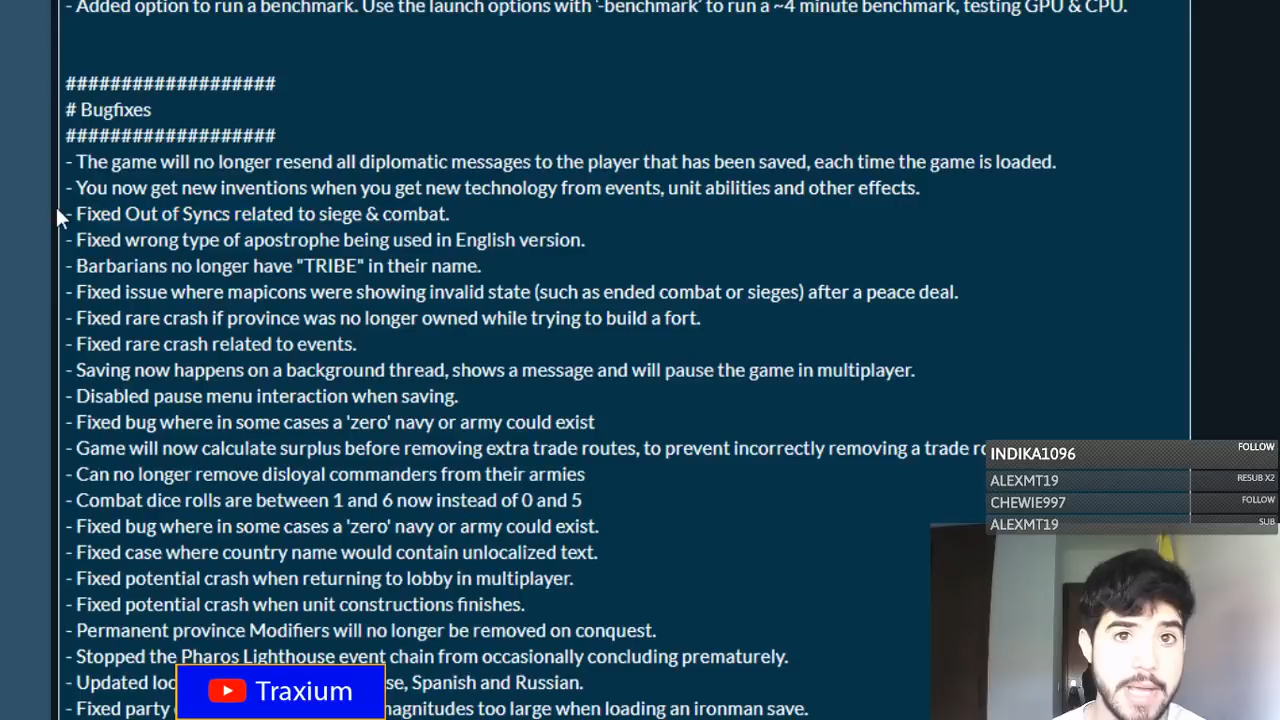 - Added option to run a benchmark. Use the launch options with '-benchmark' to run a ~4 minute benchmark, testing GPU & CPU.
###################
# Bugfixes
###################
- The game will no longer resend all diplomatic messages to the player that has been saved, each time the game is loaded.
- You now get new inventions when you get new technology from events, unit abilities and other effects.
- Fixed Out of Syncs related to siege & combat.
- Fixed wrong type of apostrophe being used in English version.
- Barbarians no longer have "TRIBE" in their name.
- Fixed issue where mapicons were showing invalid state (such as ended combat or sieges) after a peace deal.
- Fixed rare crash if province was no longer owned while trying to build a fort.
- Fixed rare crash related to events.
- Saving now happens on a background thread, shows a message and will pause the game in multiplayer.
- Disabled pause menu interaction when saving.
- Fixed bug where in some cases a 'zero' navy or army could exist
- Game will now calculate surplus before removing extra trade routes, to prevent incorrectly removing a trade
- Can no longer remove disloyal commanders from their armies
- Combat dice rolls are between 1 and 6 now instead of 0 and 5
- Fixed bug where in some cases a 'zero' navy or army could exist.
- Fixed case where country name would contain unlocalized text.
- Fixed potential crash when returning to lobby in multiplayer.
- Fixed potential crash when unit constructions finishes.
- Permanent province Modifiers will no longer be removed on conquest.
- Stopped the Pharos Lighthouse event chain from occasionally concluding prematurely.
- Updated Spanish and Russian.
- Fixed party magnitudes too large when loading an ironman save.
INDIKA1096 FOLLOW
ALEXMT19 RESUB X2
CHEWIE997 FOLLOW
ALEXMT19 SUB
Traxium